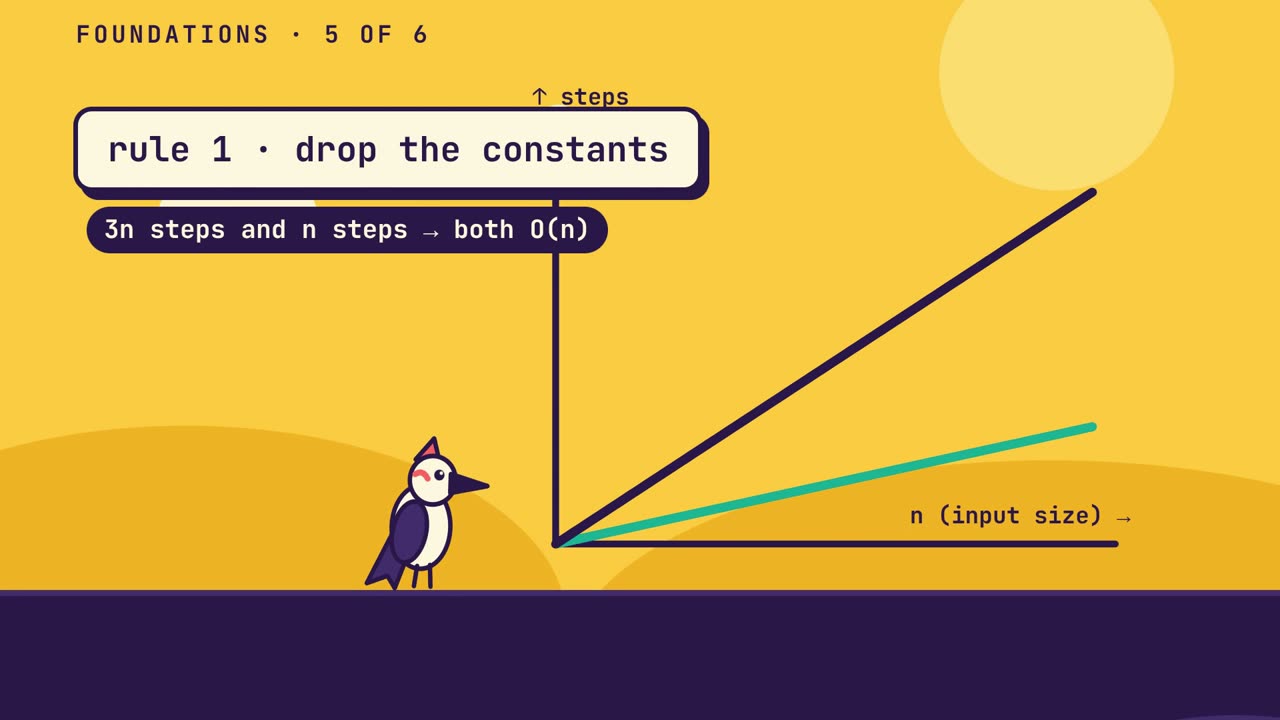 FOUNDATIONS · 5 OF 6
↑ steps
rule 1 · drop the constants
3n steps and n steps → both O(n)
n (input size) →